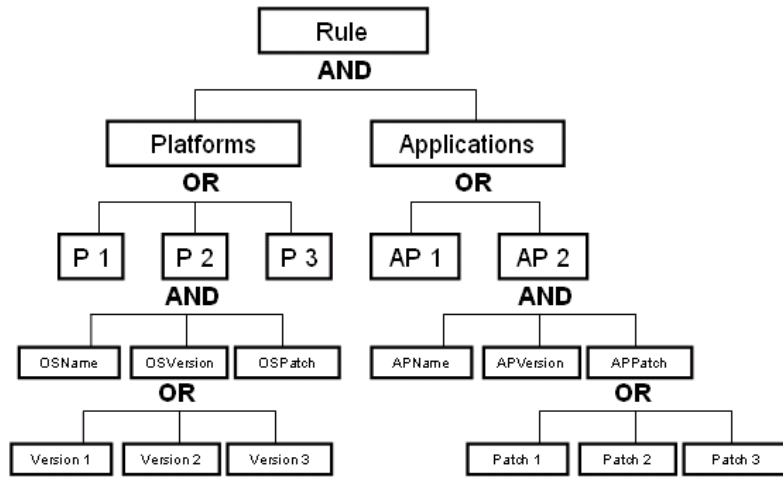 Rule
AND
Platforms Applications
OR OR
P 1 P 2 P 3 AP 1 AP 2
AND AND
OSName OSVersion OSPatch APName APVersion APPatch
OR OR
Version 1 Version 2 Version 3 Patch 1 Patch 2 Patch 3